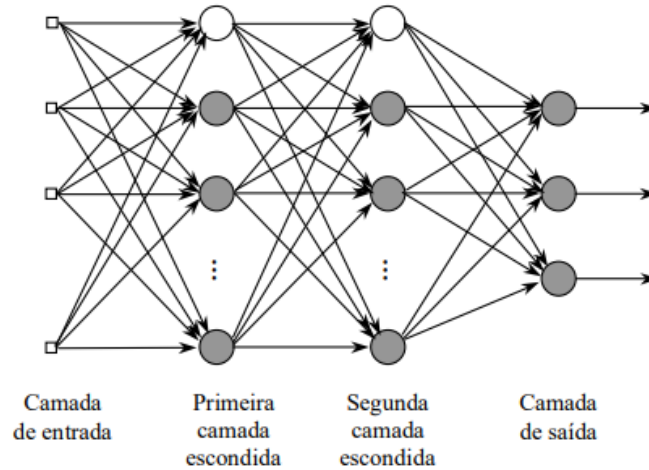 Camada
de entrada
Primeira
camada
escondida
Segunda
camada
escondida
Camada
de saída